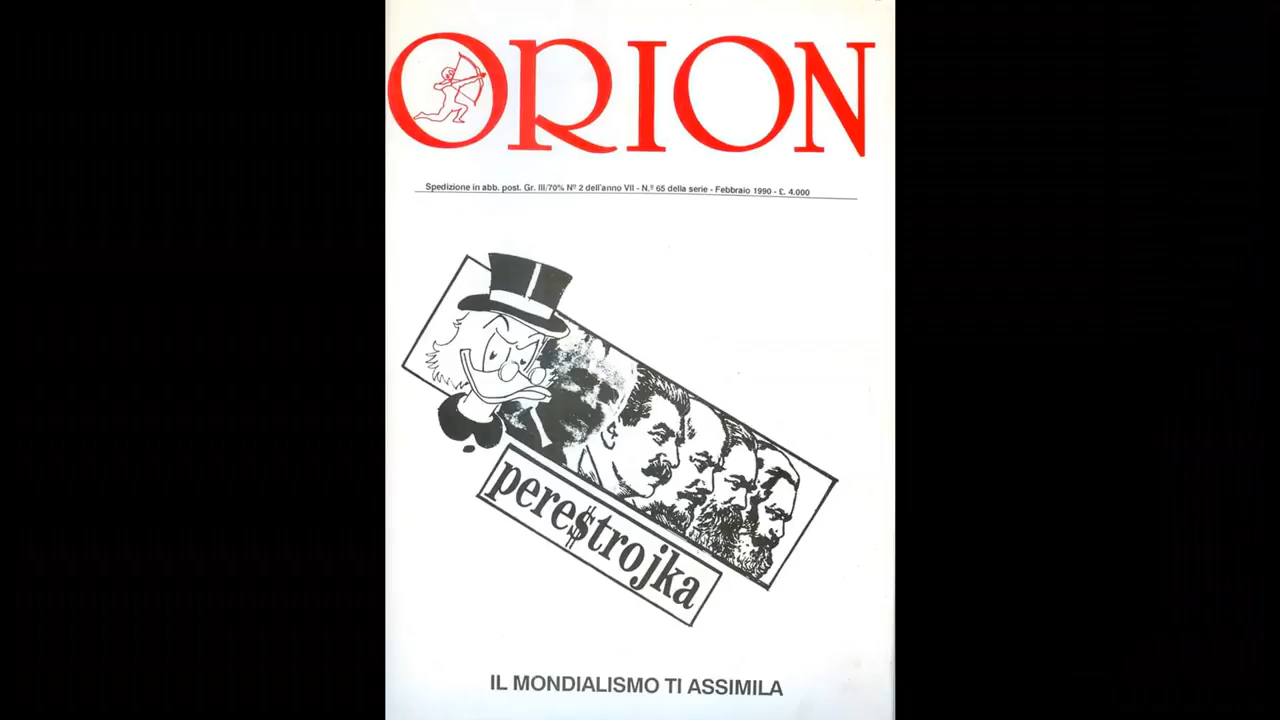 ORION
Spedizione in abb. post. Gr. III/70% Nº 2 dell'anno VII - N.º 65 della serie - Febbraio 1990 - £. 4.000
pere$trojka
IL MONDIALISMO TI ASSIMILA